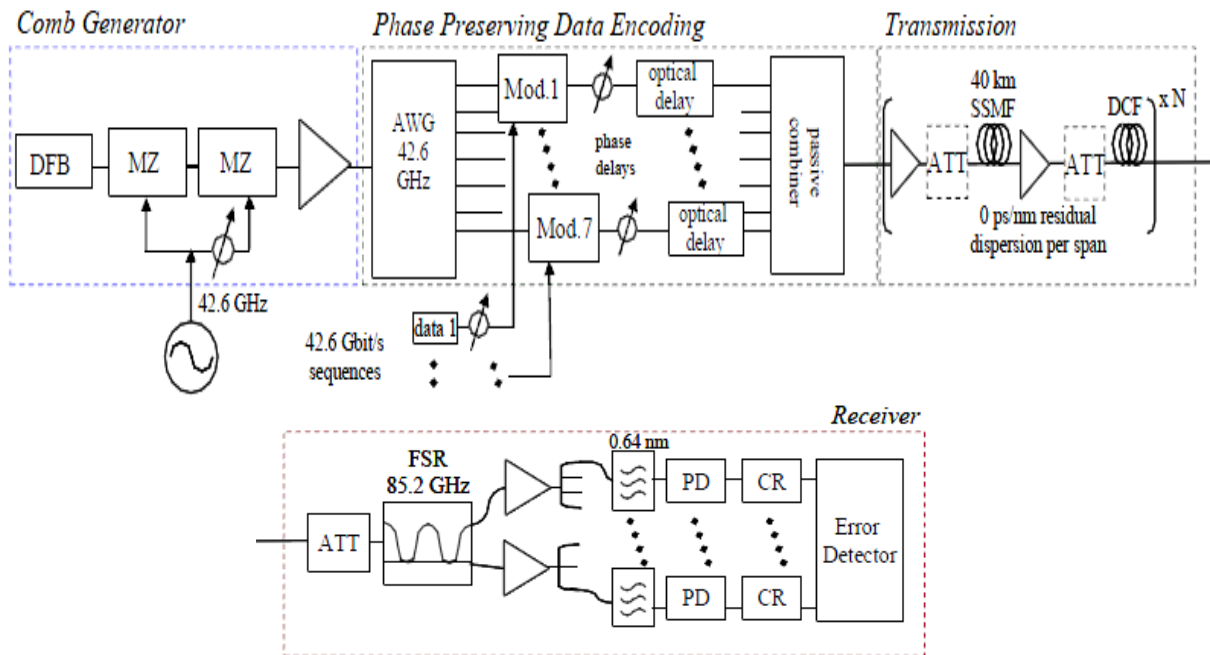 Comb Generator
Phase Preserving Data Encoding
Transmission
DFB
MZ
MZ
42.6 GHz
AWG
42.6
GHz
Mod.1
optical
delay
phase
delays
Mod.7
optical
delay
data 1
42.6 Gbit/s
sequences
passive
combiner
ATT
40 km
SSMF
ATT
DCF
x N
0 ps/nm residual
dispersion per span
Receiver
ATT
FSR
85.2 GHz
0.64 nm
PD
CR
PD
CR
Error
Detector